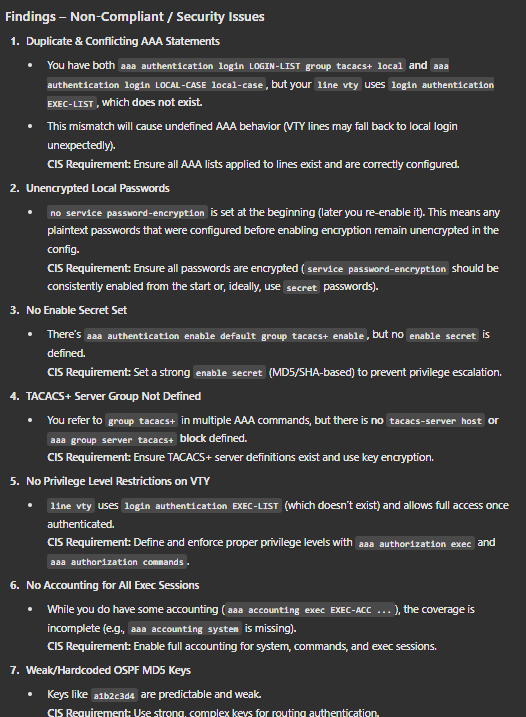 Findings – Non-Compliant / Security Issues
1. Duplicate & Conflicting AAA Statements
• You have both aaa authentication login LOGIN-LIST group tacacs+ local and aaa
authentication login LOCAL-CASE local-case, but your line vty uses login authentication
EXEC-LIST, which does not exist.
• This mismatch will cause undefined AAA behavior (VTY lines may fall back to local login
unexpectedly).
CIS Requirement: Ensure all AAA lists applied to lines exist and are correctly configured.
2. Unencrypted Local Passwords
• no service password-encryption is set at the beginning (later you re-enable it). This means any
plaintext passwords that were configured before enabling encryption remain unencrypted in the
config.
CIS Requirement: Ensure all passwords are encrypted (service password-encryption should be
consistently enabled from the start or, ideally, use secret passwords).
3. No Enable Secret Set
• There's aaa authentication enable default group tacacs+ enable, but no enable secret is
defined.
CIS Requirement: Set a strong enable secret (MD5/SHA-based) to prevent privilege escalation.
4. TACACS+ Server Group Not Defined
• You refer to group tacacs+ in multiple AAA commands, but there is no tacacs-server host or
aaa group server tacacs+ block defined.
CIS Requirement: Ensure TACACS+ server definitions exist and use key encryption.
5. No Privilege Level Restrictions on VTY
• line vty uses login authentication EXEC-LIST (which doesn't exist) and allows full access once
authenticated.
CIS Requirement: Define and enforce proper privilege levels with aaa authorization exec and
aaa authorization commands.
6. No Accounting for All Exec Sessions
• While you do have some accounting (aaa accounting exec EXEC-ACC ...), the coverage is
incomplete (e.g., aaa accounting system is missing).
CIS Requirement: Enable full accounting for system, commands, and exec sessions.
7. Weak/Hardcoded OSPF MD5 Keys
• Keys like a1b2c3d4 are predictable and weak.
CIS Requirement: Use strong, complex keys for routing authentication.